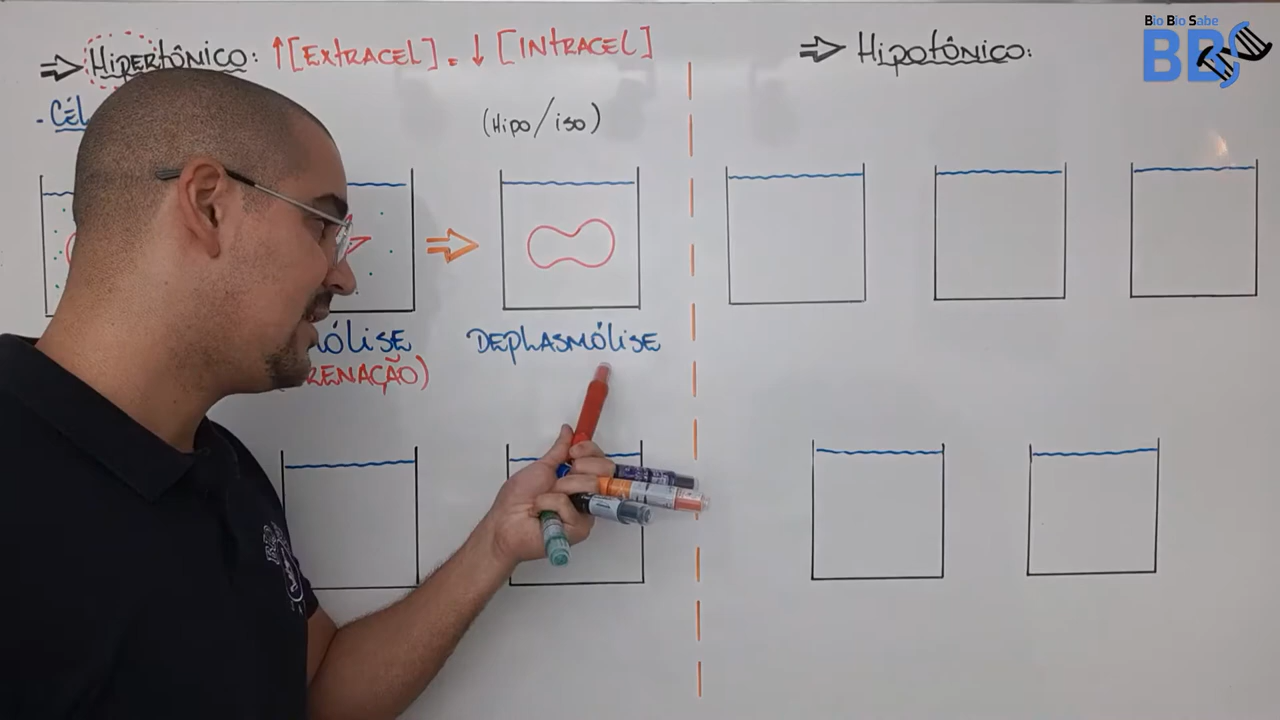 ⇒ Hipertônico: ↑[Extracel]. = ↓ [Intracel]
⇒ Hipotônico:
Bio Bio Sabe
BBS
(Hipo/iso)
DEPLASMÓLISE